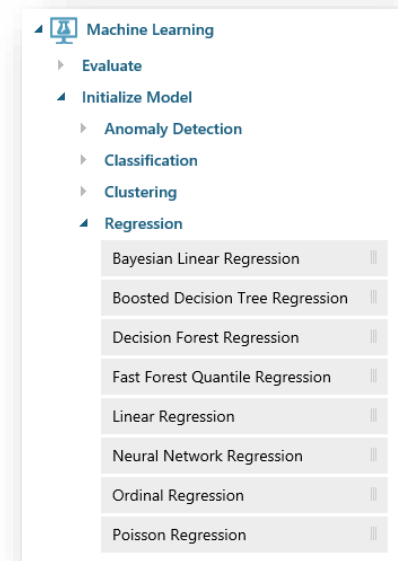 Machine Learning
Evaluate
Initialize Model
Anomaly Detection
Classification
Clustering
Regression
Bayesian Linear Regression
Boosted Decision Tree Regression
Decision Forest Regression
Fast Forest Quantile Regression
Linear Regression
Neural Network Regression
Ordinal Regression
Poisson Regression